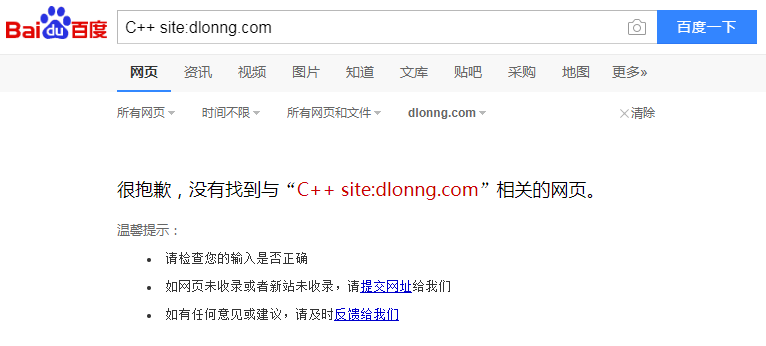 Bai du 百度 C++ site:dlonng.com 百度一下
网页 资讯 视频 图片 知道 文库 贴吧 采购 地图 更多»
所有网页 时间不限 所有网页和文件 dlonng.com 清除
很抱歉，没有找到与“C++ site:dlonng.com”相关的网页。
温馨提示：
请检查您的输入是否正确
如网页未收录或者新站未收录，请提交网址给我们
如有任何意见或建议，请及时反馈给我们